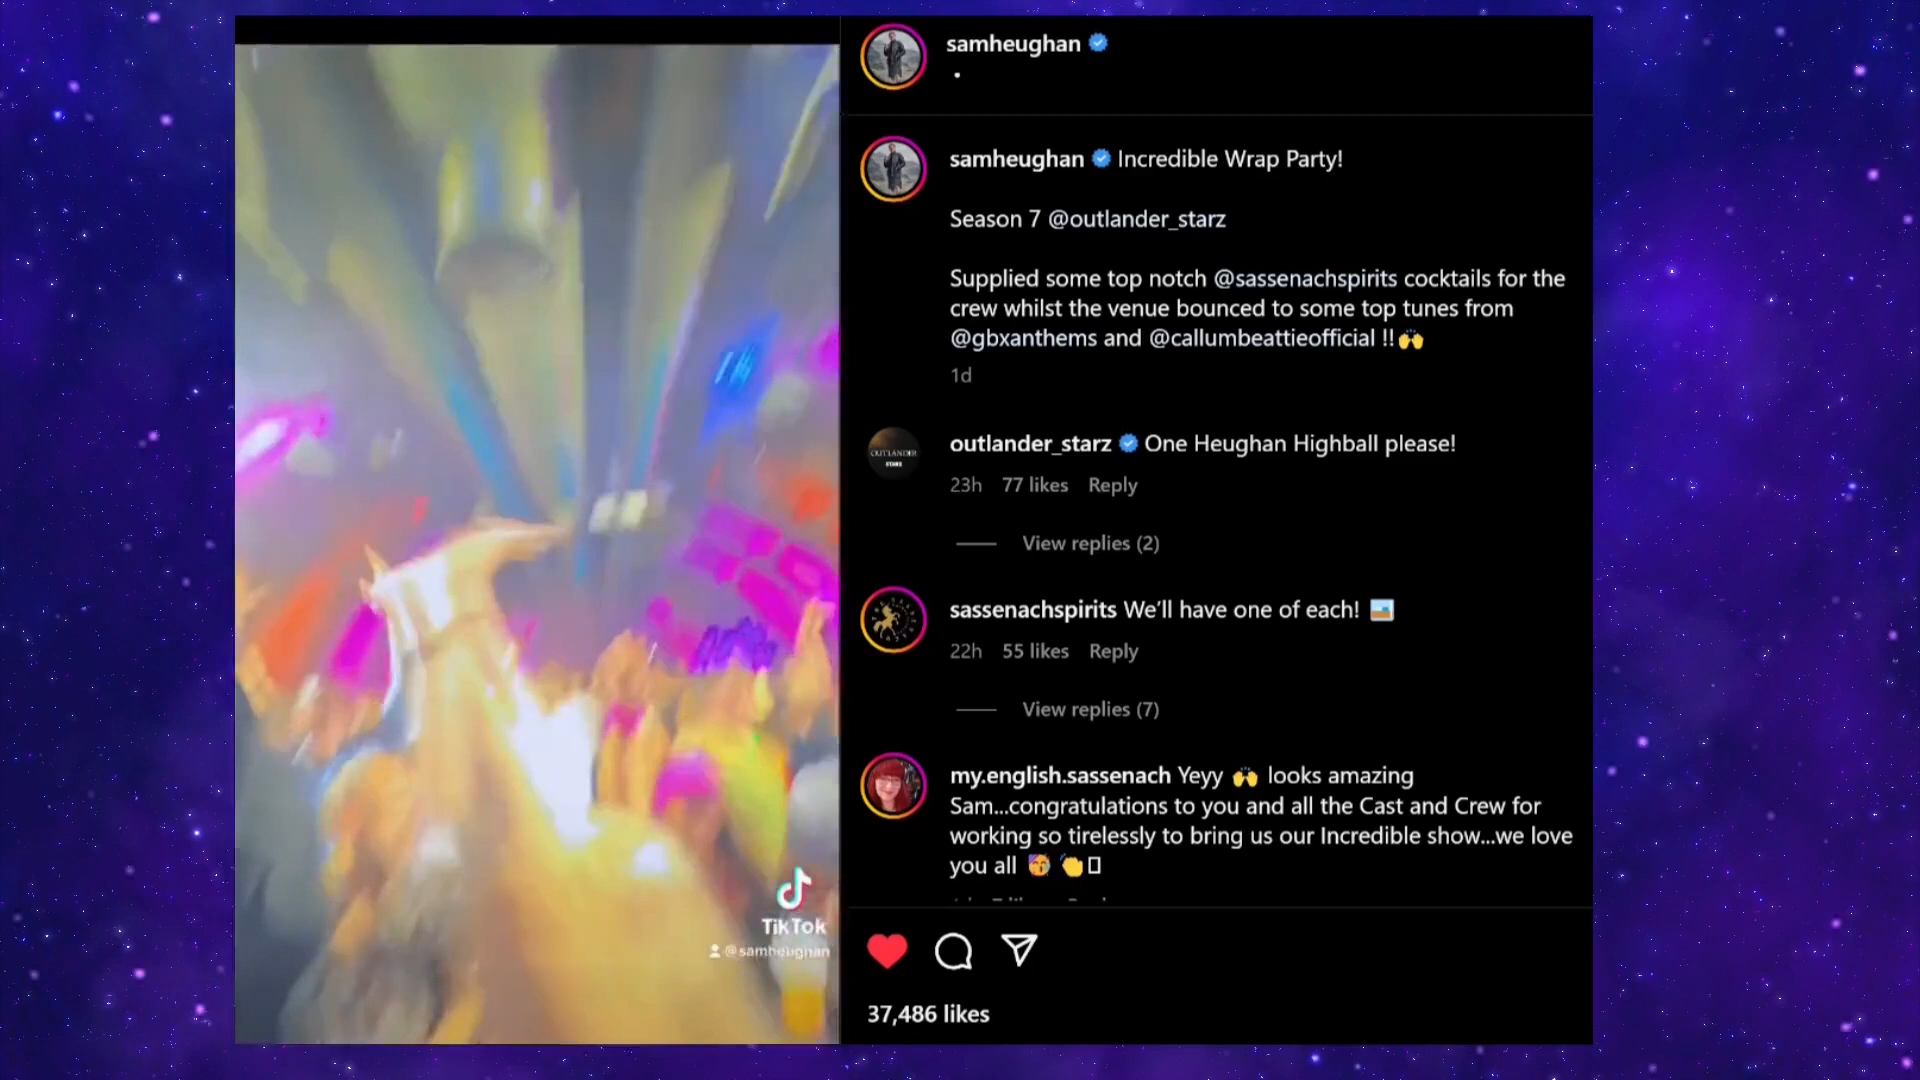 samheughan
•
samheughan Incredible Wrap Party!
Season 7 @outlander_starz
Supplied some top notch @sassenachspirits cocktails for the
crew whilst the venue bounced to some top tunes from
@gbxanthems and @callumbeattieofficial !!🙌
1d
OUTLANDER
STARZ
outlander_starz One Heughan Highball please!
23h 77 likes Reply
View replies (2)
sassenachspirits We’ll have one of each!
22h 55 likes Reply
View replies (7)
my.english.sassenach Yeyy 🙌 looks amazing
Sam...congratulations to you and all the Cast and Crew for
working so tirelessly to bring us our Incredible show...we love
you all 🥳 👏
37,486 likes
TikTok
@samheughan